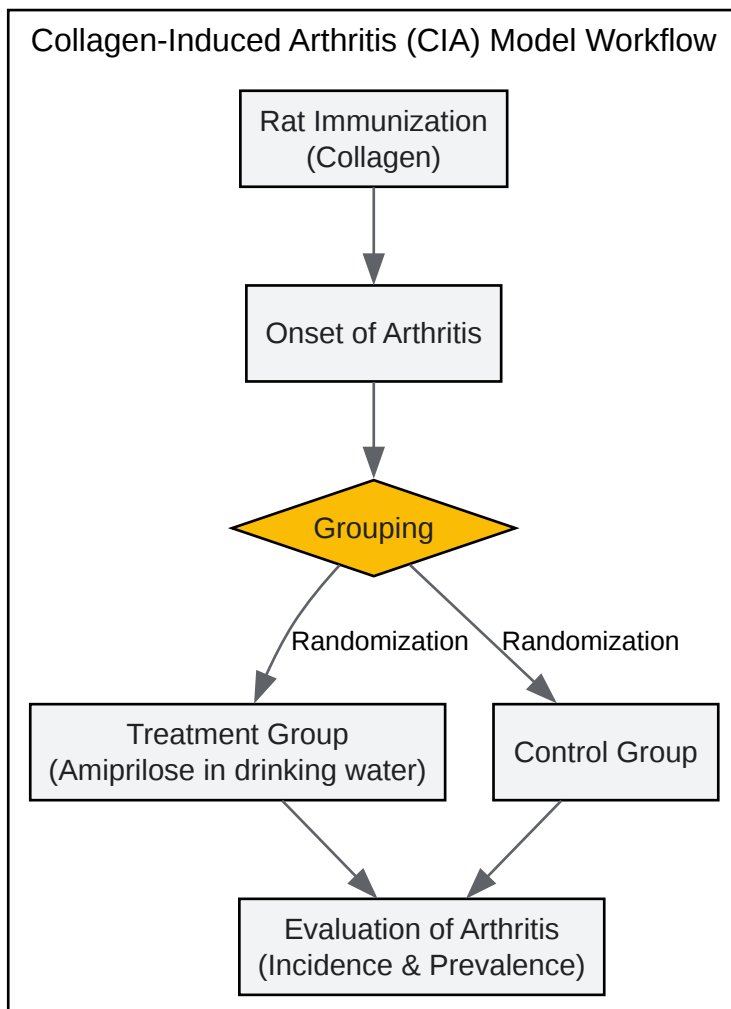 Collagen-Induced Arthritis (CIA) Model Workflow
Rat Immunization
(Collagen)
Onset of Arthritis
Grouping
Randomization
Randomization
Treatment Group
(Amiprilose in drinking water)
Control Group
Evaluation of Arthritis
(Incidence & Prevalence)